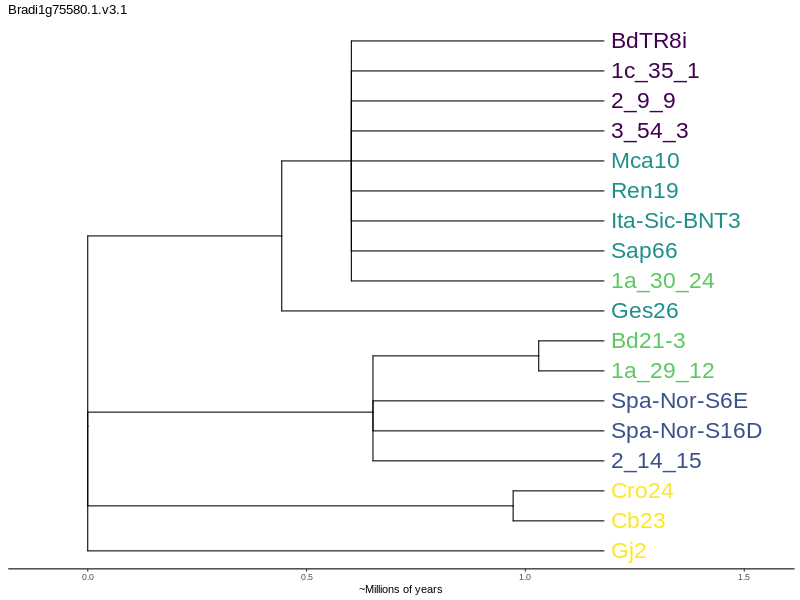 Bradi1g75580.1.v3.1
BdTR8i
1c_35_1
2_9_9
3_54_3
Mca10
Ren19
Ita-Sic-BNT3
Sap66
1a_30_24
Ges26
Bd21-3
1a_29_12
Spa-Nor-S6E
Spa-Nor-S16D
2_14_15
Cro24
Cb23
Gj2
0.0 0.5 1.0 1.5
~Millions of years